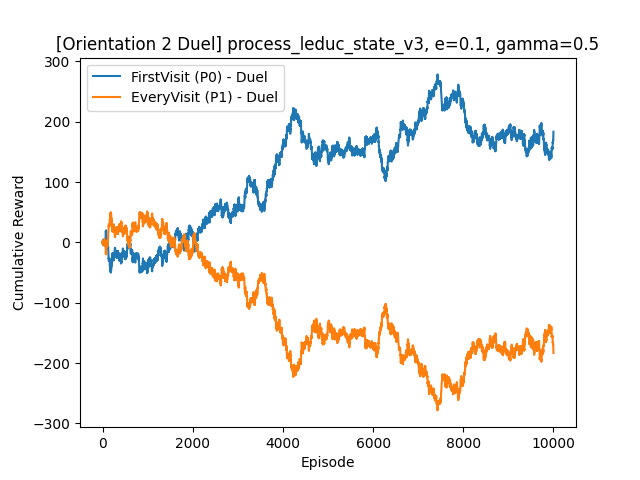 [Orientation 2 Duel] process_leduc_state_v3, e=0.1, gamma=0.5
FirstVisit (P0) - Duel
EveryVisit (P1) - Duel
300
200
100
0
−100
−200
−300
Cumulative Reward
0 2000 4000 6000 8000 10000
Episode